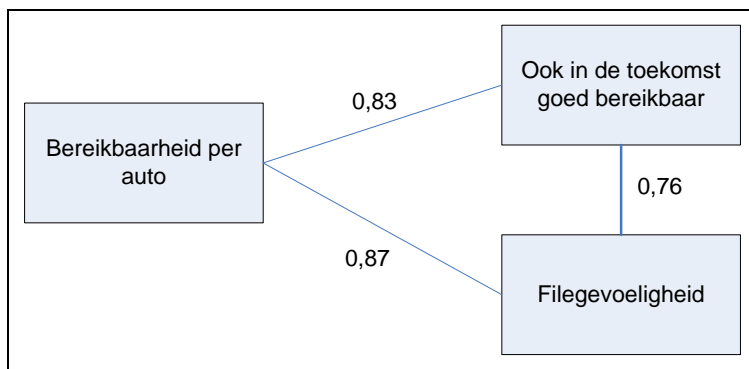 Ook in de toekomst
goed bereikbaar
0,83
Bereikbaarheid per
auto
0,76
0,87
Filegevoeligheid